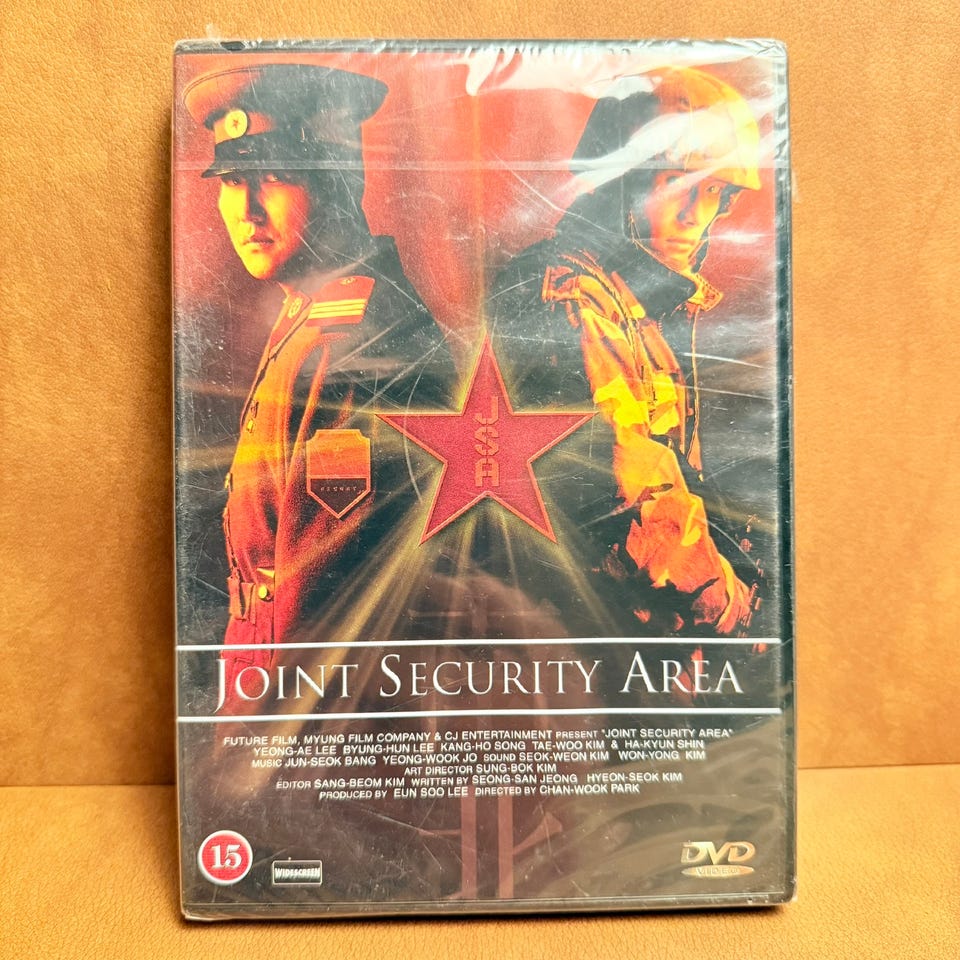 JSA
JOINT SECURITY AREA
FUTURE FILM, MYUNG FILM COMPANY & CJ ENTERTAINMENT PRESENT "JOINT SECURITY AREA"
YEONG-AE LEE BYUNG-HUN LEE KANG-HO SONG TAE-WOO KIM & HA-KYUN SHIN
MUSIC JUN-SEOK BANG YEONG-WOOK JO SOUND SEOK-WEON KIM WON-YONG KIM
ART DIRECTOR SUNG-BOK KIM
EDITOR SANG-BEOM KIM WRITTEN BY SEONG-SAN JEONG HYEON-SEOK KIM
PRODUCED BY EUN SOO LEE DIRECTED BY CHAN-WOOK PARK
15
WIDESCREEN
DVD
VIDEO